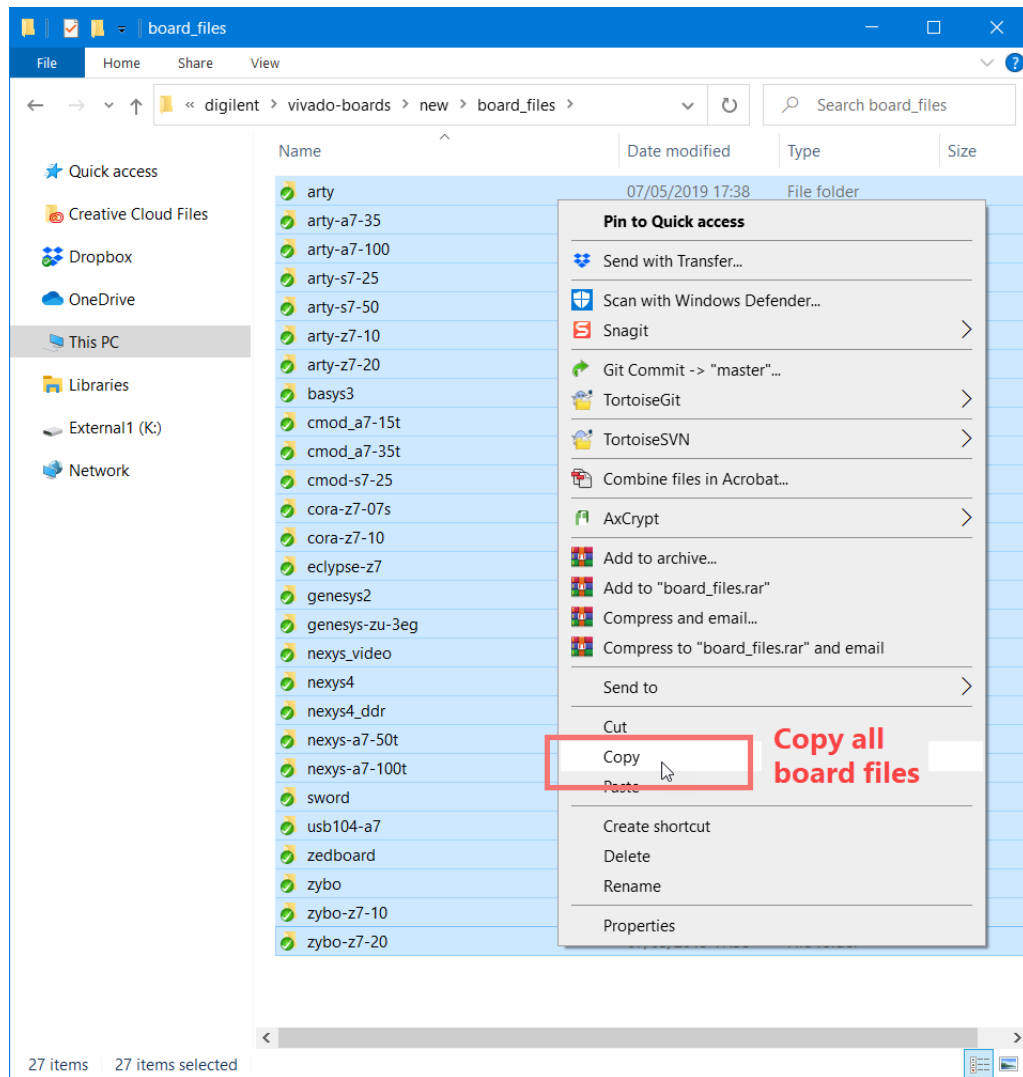 board_files
File Home Share View
« digilent > vivado-boards > new > board_files > Search board_files
Name Date modified Type Size
Quick access
Creative Cloud Files
Dropbox
OneDrive
This PC
Libraries
External1 (K:)
Network
arty 07/05/2019 17:38 File folder
arty-a7-35
arty-a7-100
arty-s7-25
arty-s7-50
arty-z7-10
arty-z7-20
basys3
cmod_a7-15t
cmod_a7-35t
cmod-s7-25
cora-z7-07s
cora-z7-10
eclypse-z7
genesys2
genesys-zu-3eg
nexys_video
nexys4
nexys4_ddr
nexys-a7-50t
nexys-a7-100t
sword
usb104-a7
zedboard
zybo
zybo-z7-10
zybo-z7-20
Pin to Quick access
Send with Transfer...
Scan with Windows Defender...
Snagit
Git Commit -> "master"...
TortoiseGit
TortoiseSVN
Combine files in Acrobat...
AxCrypt
Add to archive...
Add to "board_files.rar"
Compress and email...
Compress to "board_files.rar" and email
Send to
Cut
Copy
Paste
Create shortcut
Delete
Rename
Properties
Copy all
board files
27 items 27 items selected